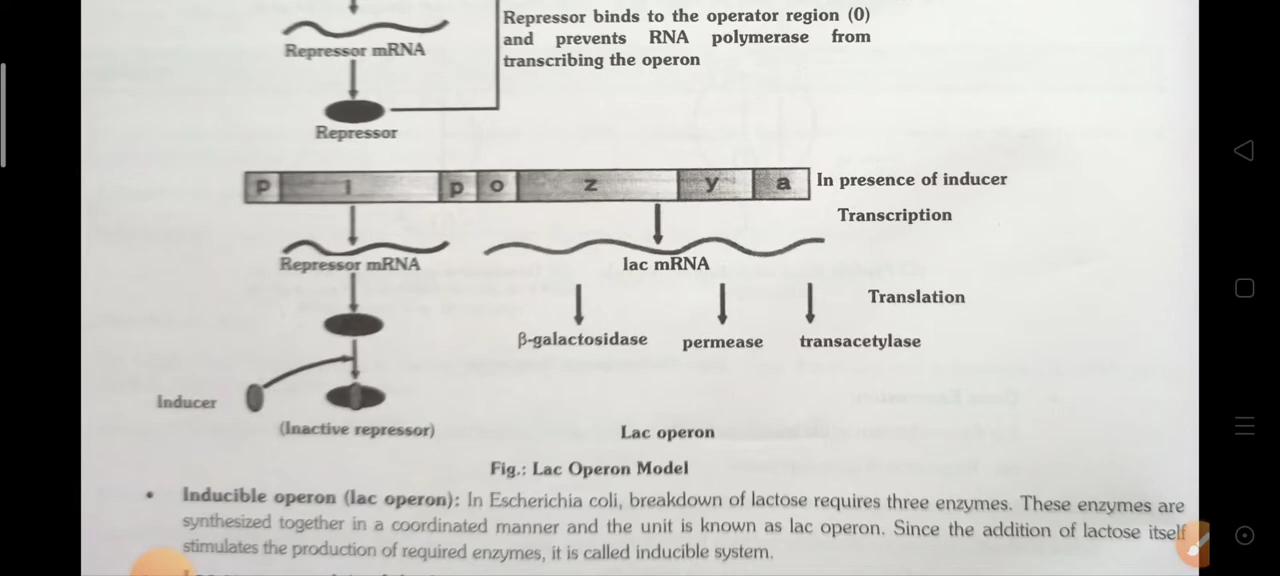 Repressor binds to the operator region (0)
and prevents RNA polymerase from
transcribing the operon
Repressor mRNA
Repressor
p i p o z y a In presence of inducer
Transcription
Repressor mRNA lac mRNA
Translation
β-galactosidase permease transacetylase
Inducer
(Inactive repressor) Lac operon
Fig.: Lac Operon Model
• Inducible operon (lac operon): In Escherichia coli, breakdown of lactose requires three enzymes. These enzymes are
synthesized together in a coordinated manner and the unit is known as lac operon. Since the addition of lactose itself
stimulates the production of required enzymes, it is called inducible system.